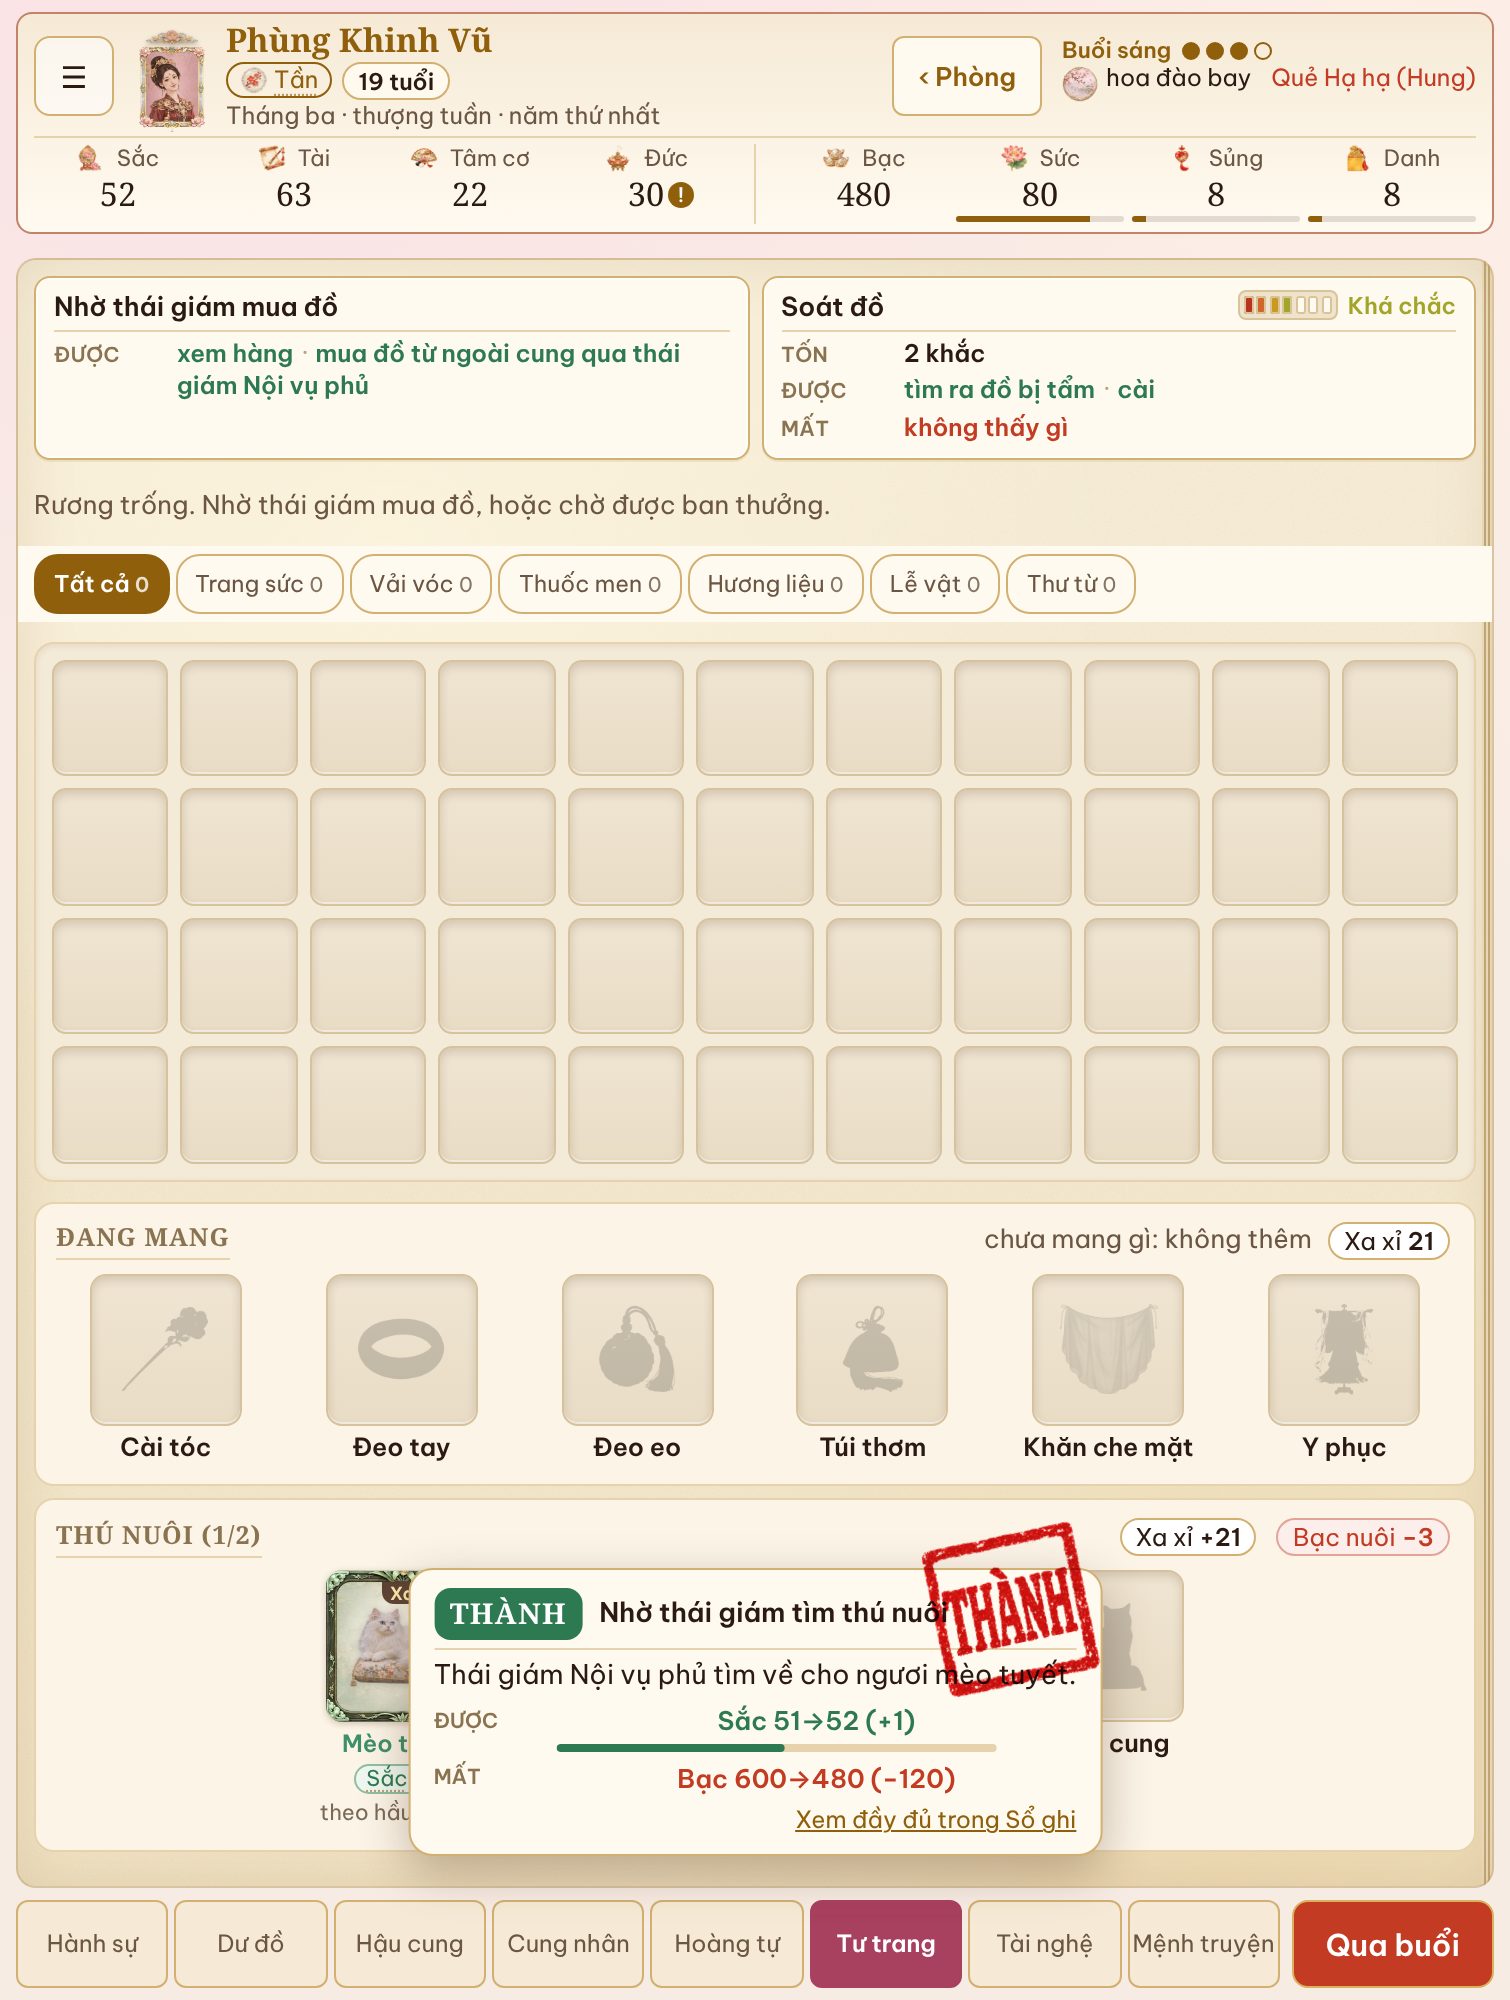 ☰
Phùng Khinh Vũ
Tần
19 tuổi
Tháng ba · thượng tuần · năm thứ nhất
‹ Phòng
Buổi sáng
hoa đào bay
Quẻ Hạ hạ (Hung)
Sắc
Tài
Tâm cơ
Đức
Bạc
Sức
Sủng
Danh
52
63
22
30 !
480
80
8
8
Nhờ thái giám mua đồ
ĐƯỢC
xem hàng · mua đồ từ ngoài cung qua thái
giám Nội vụ phủ
Soát đồ
Khá chắc
TỐN
2 khắc
ĐƯỢC
tìm ra đồ bị tẩm · cài
MẤT
không thấy gì
Rương trống. Nhờ thái giám mua đồ, hoặc chờ được ban thưởng.
Tất cả 0
Trang sức 0
Vải vóc 0
Thuốc men 0
Hương liệu 0
Lễ vật 0
Thư từ 0
ĐANG MANG
chưa mang gì: không thêm
Xa xỉ 21
Cài tóc
Đeo tay
Đeo eo
Túi thơm
Khăn che mặt
Y phục
THÚ NUÔI (1/2)
Xa xỉ +21
Bạc nuôi −3
Mèo t
Sắc
theo hầu
cung
THÀNH
Nhờ thái giám tìm thú nuôi
THÀNH
Thái giám Nội vụ phủ tìm về cho ngươi mèo tuyết.
ĐƯỢC
Sắc 51→52 (+1)
MẤT
Bạc 600→480 (−120)
Xem đầy đủ trong Sổ ghi
Hành sự
Dư đồ
Hậu cung
Cung nhân
Hoàng tự
Tư trang
Tài nghệ
Mệnh truyện
Qua buổi